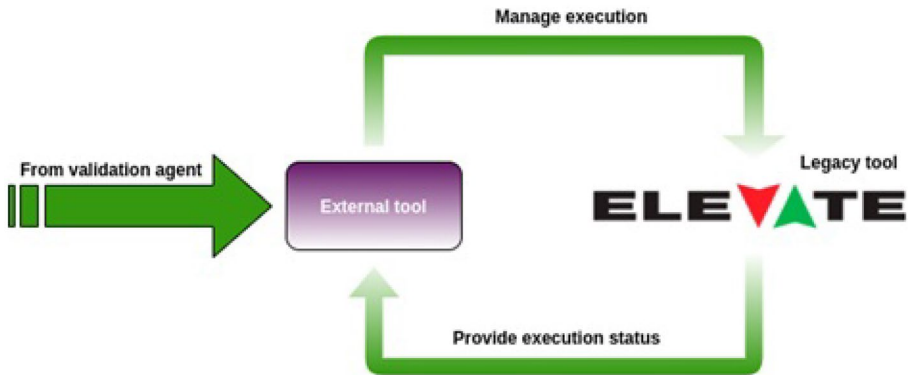 Manage execution
From validation agent
Legacy tool
External tool
ELEVATE
Provide execution status